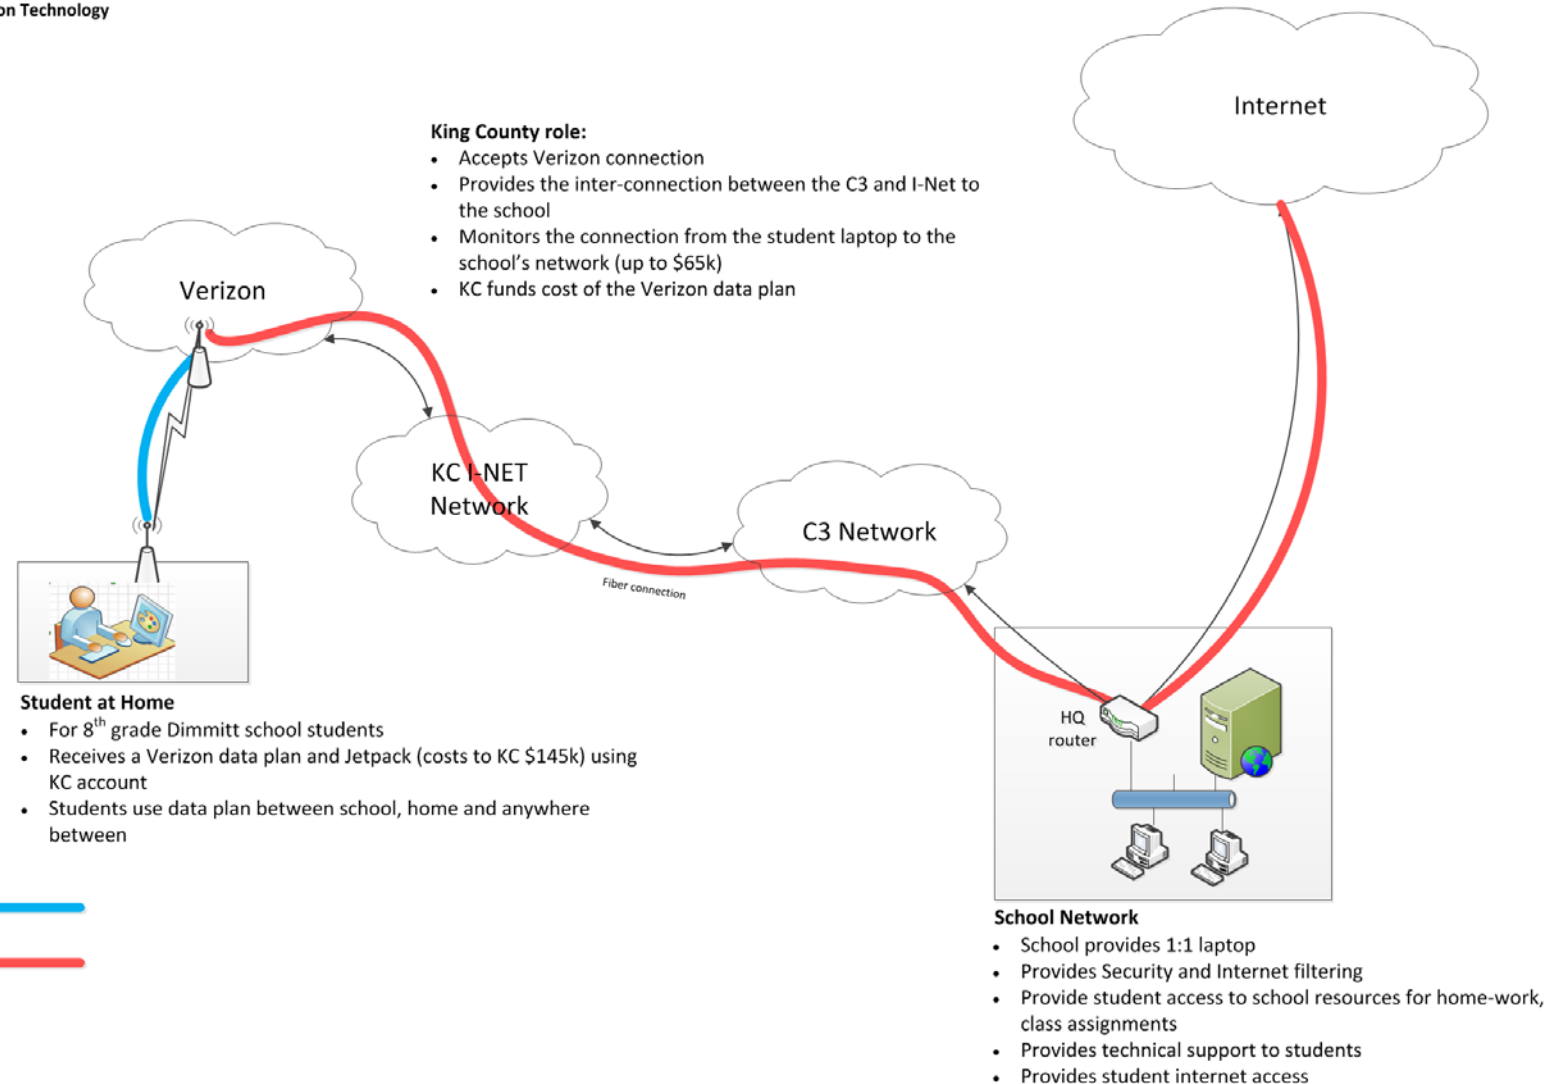 on Technology
Internet
King County role:
• Accepts Verizon connection
• Provides the inter-connection between the C3 and I-Net to
the school
• Monitors the connection from the student laptop to the
school's network (up to $65k)
• KC funds cost of the Verizon data plan
Verizon
KC I-NET
Network
C3 Network
Fiber connection
HQ
router
Student at Home
• For 8th grade Dimmitt school students
• Receives a Verizon data plan and Jetpack (costs to KC $145k) using
KC account
• Students use data plan between school, home and anywhere
between
School Network
• School provides 1:1 laptop
• Provides Security and Internet filtering
• Provide student access to school resources for home-work,
class assignments
• Provides technical support to students
• Provides student internet access